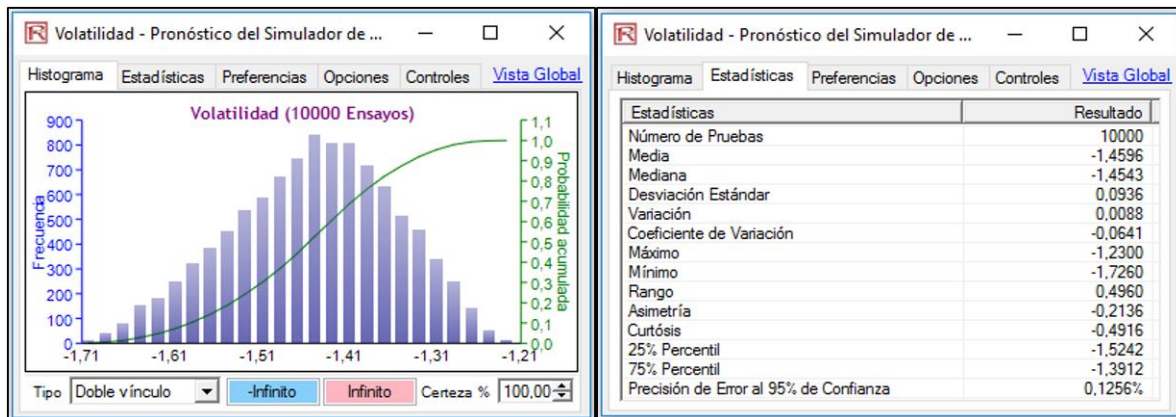 Volatilidad - Pronóstico del Simulador de ...
Histograma Estadísticas Preferencias Opciones Controles Vista Global
Volatilidad (10000 Ensayos)
900
800
700
600
500
400
300
200
100
0
Frecuencia
1,1
1,0
0,9
0,8
0,7
0,6
0,5
0,4
0,3
0,2
0,1
0,0
Probabilidad acumulada
-1,71 -1,61 -1,51 -1,41 -1,31 -1,21
Tipo Doble vínculo -Infinito Infinito Certeza % 100,00
Volatilidad - Pronóstico del Simulador de ...
Histograma Estadísticas Preferencias Opciones Controles Vista Global
Estadísticas Resultado
Número de Pruebas 10000
Media -1,4596
Mediana -1,4543
Desviación Estándar 0,0936
Variación 0,0088
Coeficiente de Variación -0,0641
Máximo -1,2300
Mínimo -1,7260
Rango 0,4960
Asimetría -0,2136
Curtósis -0,4916
25% Percentil -1,5242
75% Percentil -1,3912
Precisión de Error al 95% de Confianza 0,1256%